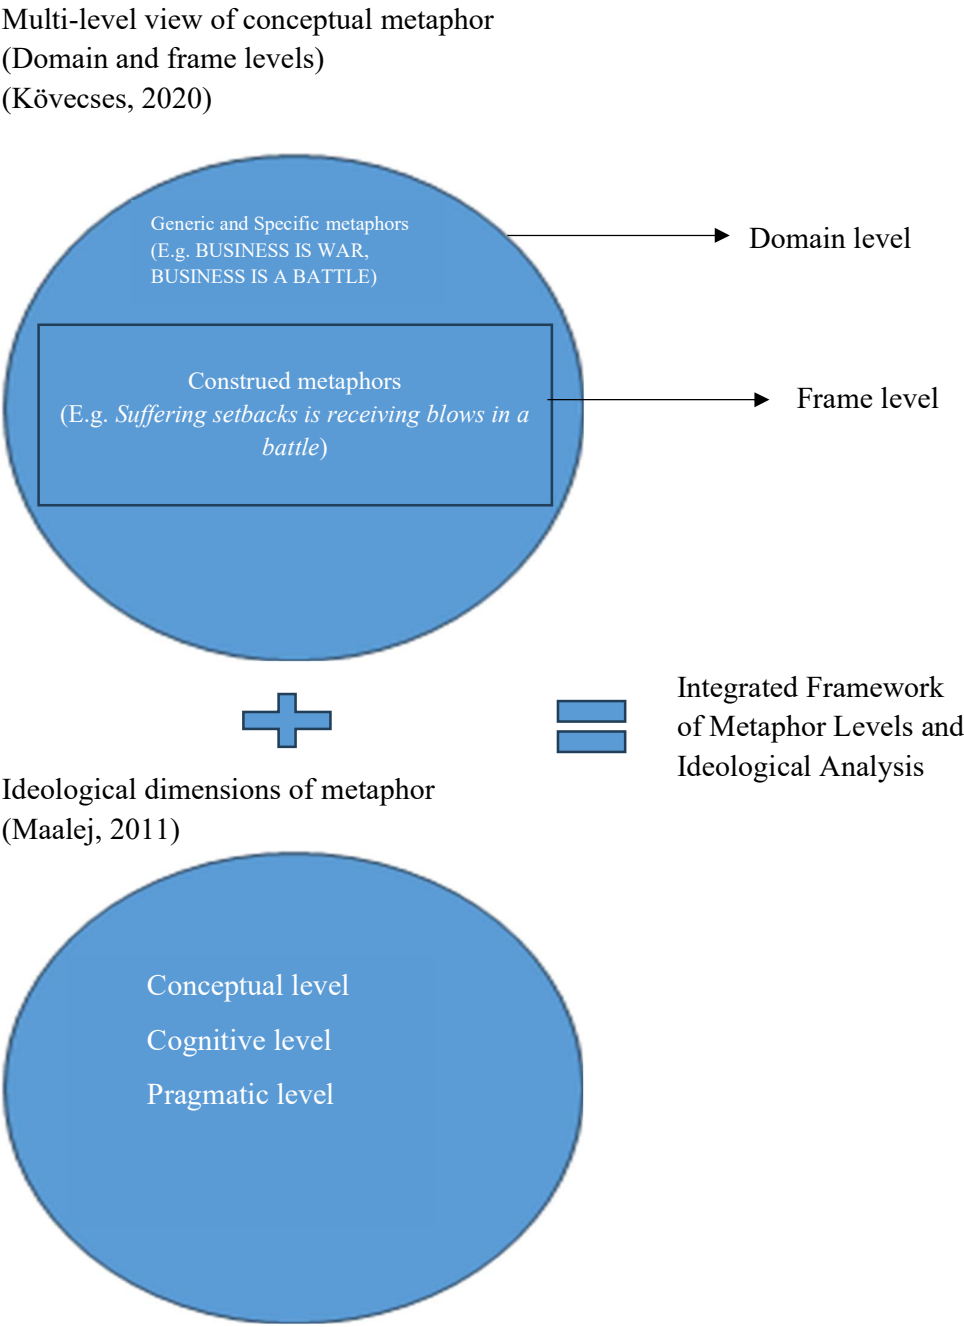 Multi-level view of conceptual metaphor
(Domain and frame levels)
(Kövecses, 2020)
Generic and Specific metaphors
(E.g. BUSINESS IS WAR,
BUSINESS IS A BATTLE)
Domain level
Construed metaphors
(E.g. Suffering setbacks is receiving blows in a
battle)
Frame level
Integrated Framework
of Metaphor Levels and
Ideological Analysis
Ideological dimensions of metaphor
(Maalej, 2011)
Conceptual level
Cognitive level
Pragmatic level